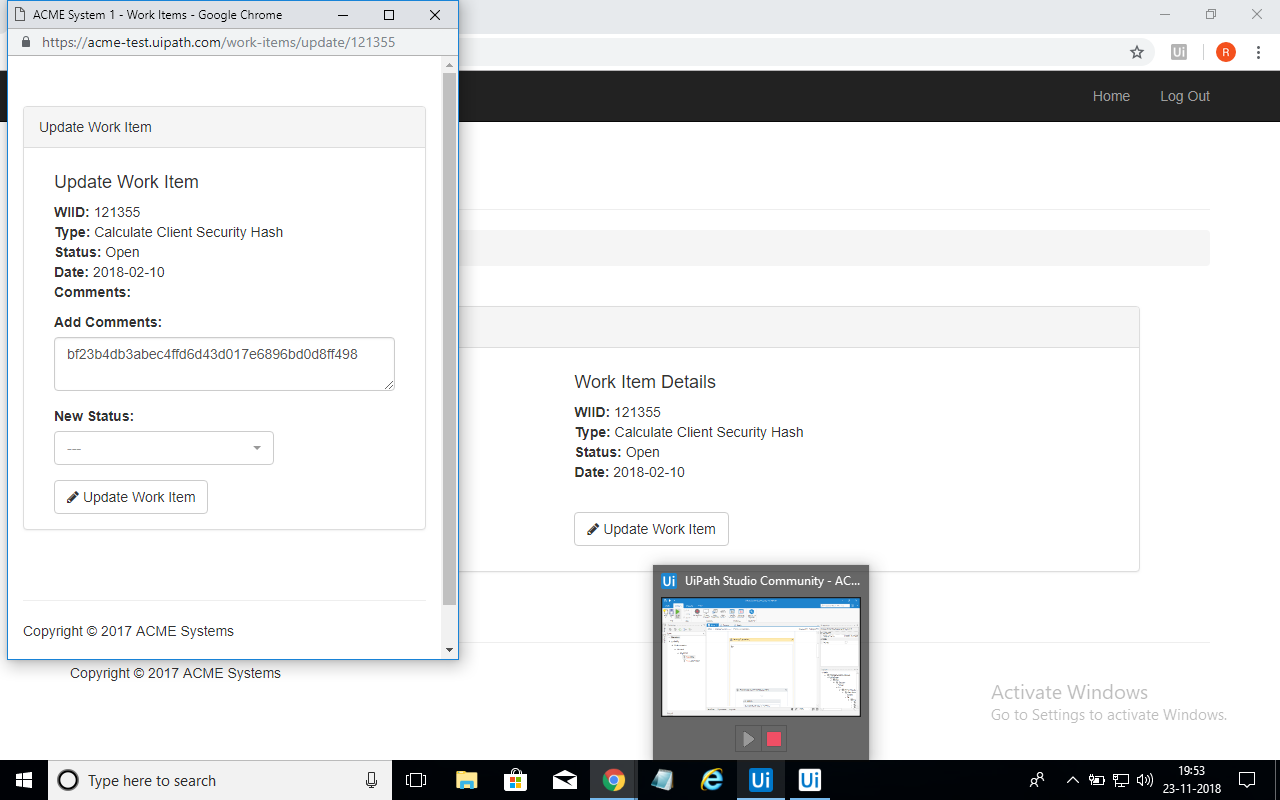 ACME System 1 - Work Items - Google Chrome
https://acme-test.uipath.com/work-items/update/121355
Update Work Item
Update Work Item
WIID: 121355
Type: Calculate Client Security Hash
Status: Open
Date: 2018-02-10
Comments:
Add Comments:
bf23b4db3abec4ffd6d43d017e6896bd0d8ff498
New Status:
---
Update Work Item
Copyright © 2017 ACME Systems
Ui
R
Home
Log Out
Work Item Details
WIID: 121355
Type: Calculate Client Security Hash
Status: Open
Date: 2018-02-10
Update Work Item
Ui UiPath Studio Community - AC...
Copyright © 2017 ACME Systems
Activate Windows
Go to Settings to activate Windows.
Type here to search
Ui
Ui
19:53
23-11-2018